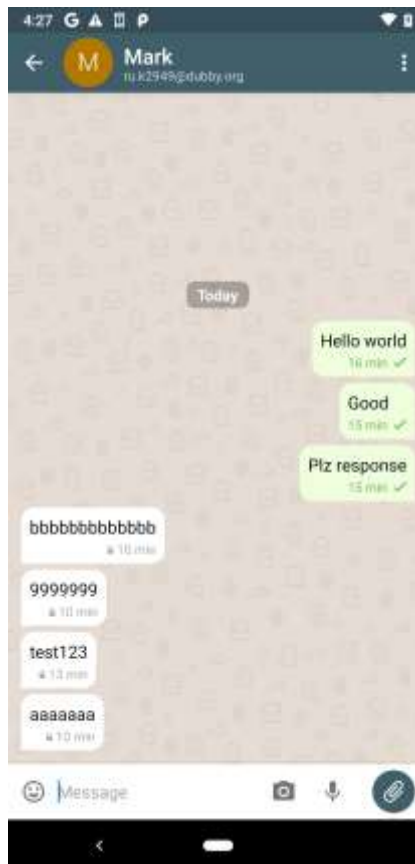 4:27
M
Mark
Today
Hello world
16 min
Good
15 min
Plz response
15 min
bbbbbbbbbbbbb
10 min
9999999
10 min
test123
10 min
aaaaaaa
10 min
Message